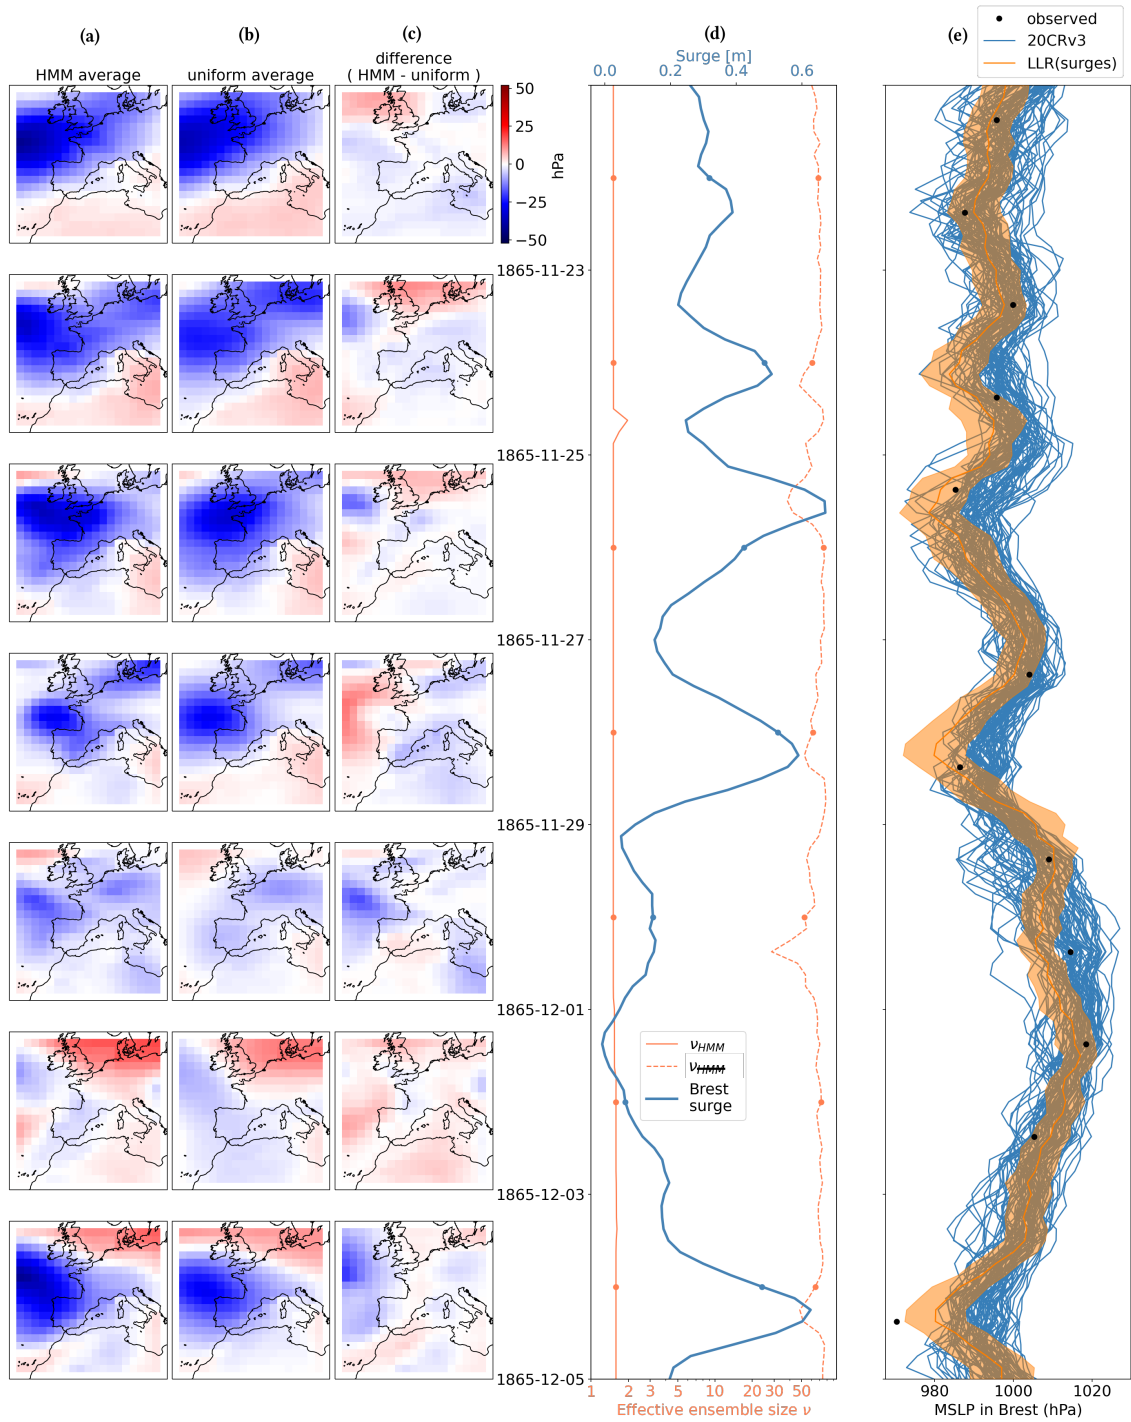 (a)
(b)
(c)
(d)
(e)
HMM average
uniform average
difference
( HMM - uniform )
50
25
0
−25
−50
hPa
Surge [m]
0.0
0.2
0.4
0.6
observed
20CRv3
LLR(surges)
1865-11-23
1865-11-25
1865-11-27
1865-11-29
1865-12-01
1865-12-03
1865-12-05
νHMM
νHMM
Brest
surge
1
2
3
5
10
20
30
50
Effective ensemble size ν
980
1000
1020
MSLP in Brest (hPa)